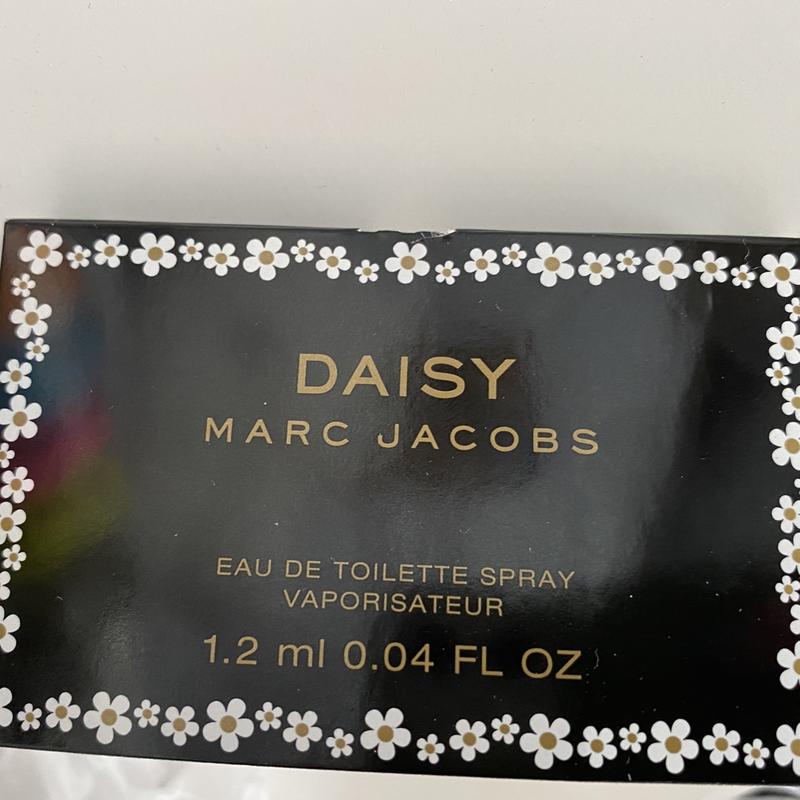 DAISY
MARC JACOBS
EAU DE TOILETTE SPRAY
VAPORISATEUR
1.2 ml 0.04 FL OZ